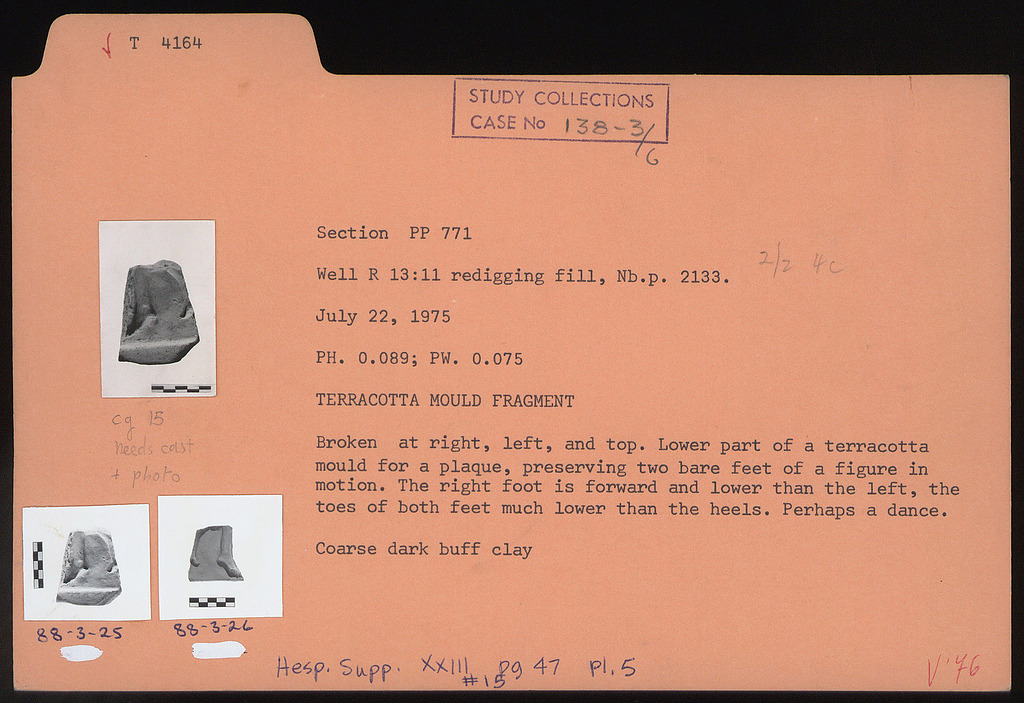 ✓ T 4164
STUDY COLLECTIONS
CASE No 138-3/6
Section PP 771
Well R 13:11 redigging fill, Nb.p. 2133.
2/2 4c
July 22, 1975
PH. 0.089; PW. 0.075
TERRACOTTA MOULD FRAGMENT
Broken at right, left, and top. Lower part of a terracotta
mould for a plaque, preserving two bare feet of a figure in
motion. The right foot is forward and lower than the left, the
toes of both feet much lower than the heels. Perhaps a dance.
Coarse dark buff clay
cg 15
needs cast
+ photo
88-3-25
88-3-26
Hesp. Supp. XXIII pg 47 pl. 5
#15
V '76